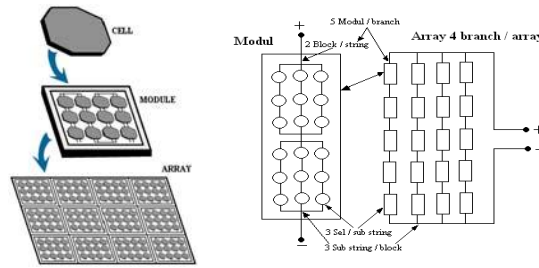 CELL
MODULE
ARRAY
5 Modul / branch
+
Modul
2 Block / string
Array 4 branch / array
+
−
3 Sel / sub string
3 Sub string / block
−